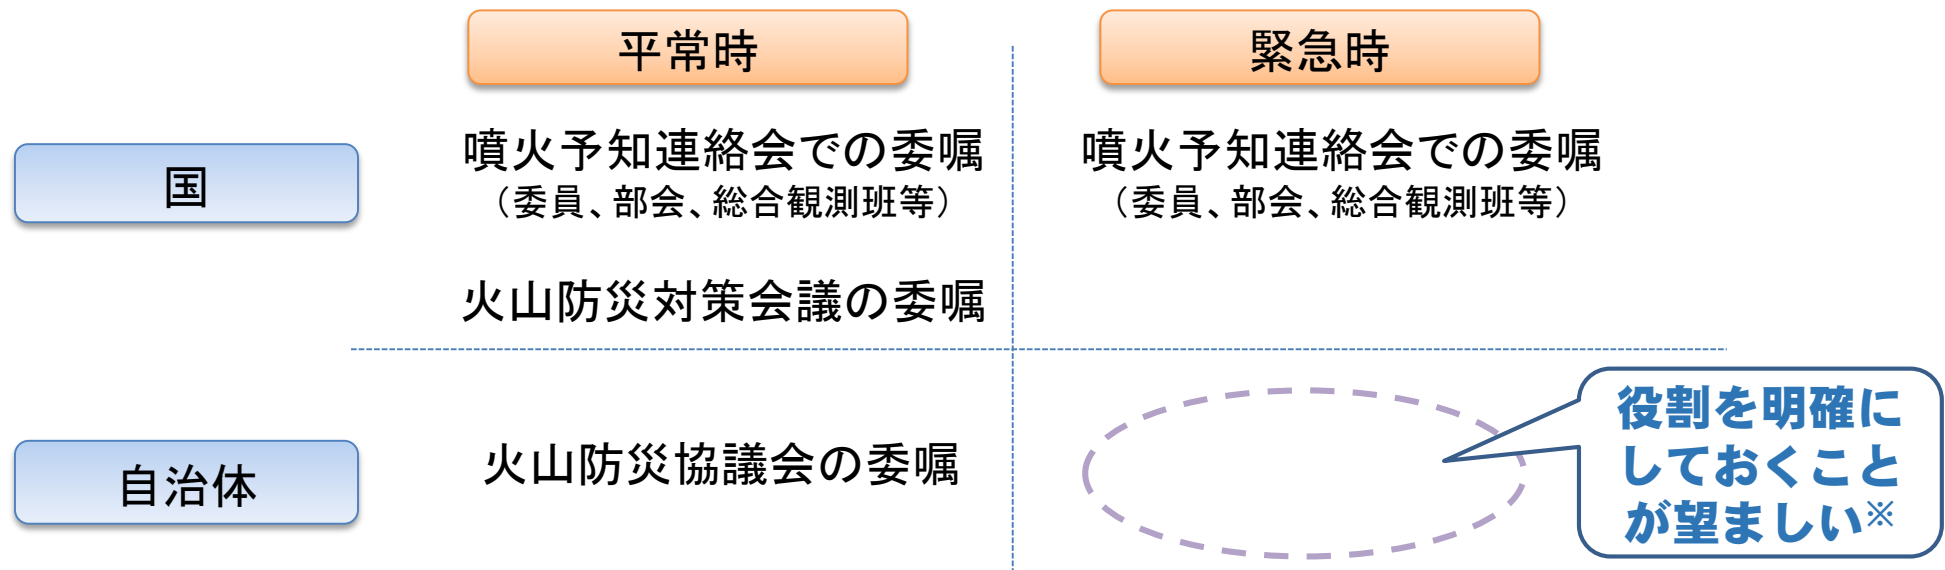 平常時
緊急時
国
噴火予知連絡会での委嘱
（委員、部会、総合観測班等）
火山防災対策会議の委嘱
噴火予知連絡会での委嘱
（委員、部会、総合観測班等）
自治体
火山防災協議会の委嘱
役割を明確に
しておくこと
が望ましい※